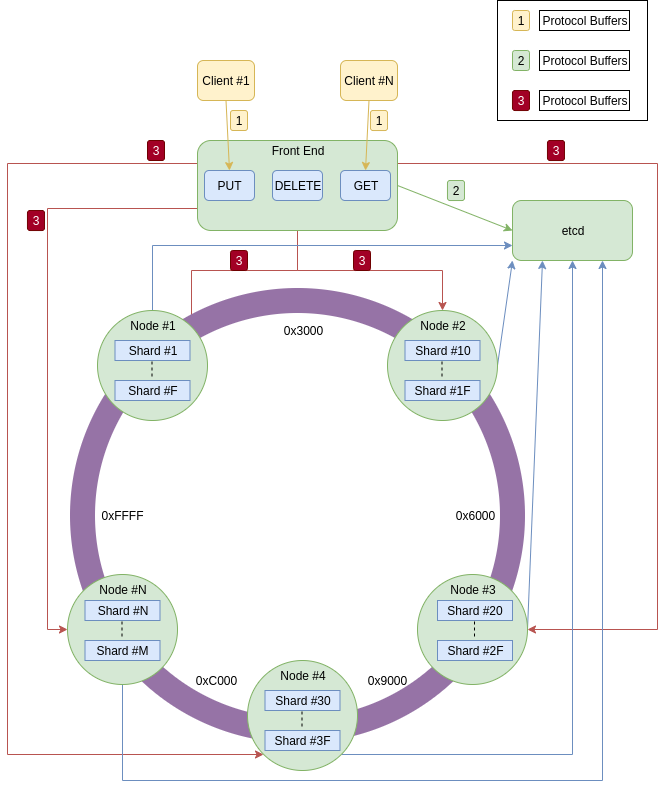 1 Protocol Buffers
2 Protocol Buffers
3 Protocol Buffers
Client #1
Client #N
1
1
3
Front End
3
PUT
DELETE
GET
2
3
etcd
3
3
Node #1
Node #2
0x3000
Shard #1
Shard #10
Shard #F
Shard #1F
0xFFFF
0x6000
Node #N
Node #3
Shard #N
Shard #20
Shard #M
Shard #2F
0xC000
Node #4
0x9000
Shard #30
Shard #3F